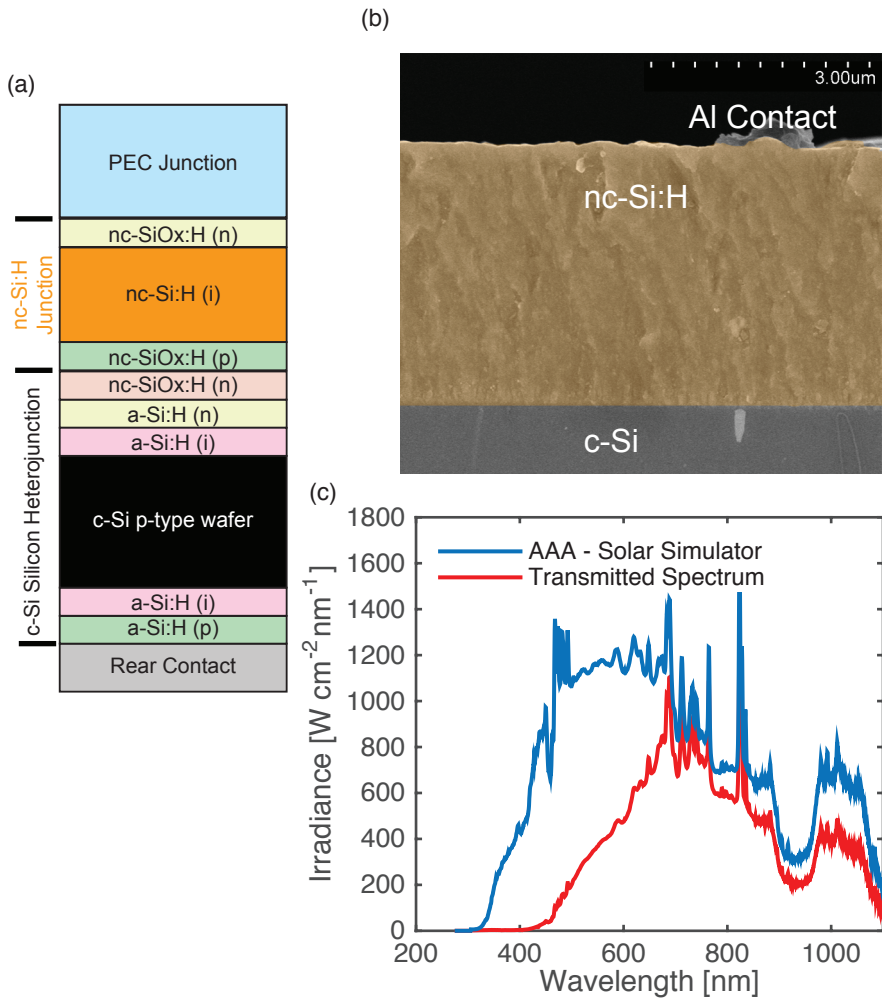 (a)
PEC Junction
nc-SiOx:H (n)
nc-Si:H (i)
nc-SiOx:H (p)
nc-SiOx:H (n)
a-Si:H (n)
a-Si:H (i)
c-Si p-type wafer
a-Si:H (i)
a-Si:H (p)
Rear Contact
nc-Si:H
Junction
c-Si Silicon Heterojunction
(b)
3.00um
Al Contact
nc-Si:H
c-Si
(c)
1800
1600
1400
1200
1000
800
600
400
200
0
Irradiance [W cm-2nm-1]
AAA - Solar Simulator
Transmitted Spectrum
200
400
600
800
1000
Wavelength [nm]